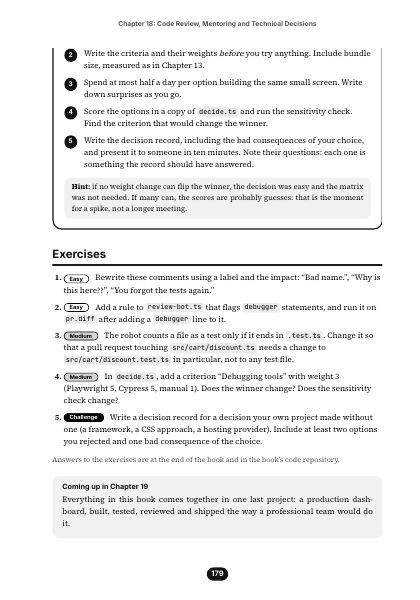 Chapter 18: Code Review, Mentoring and Technical Decisions
2 Write the criteria and their weights before you try anything. Include bundle
size, measured as in Chapter 13.
3 Spend at most half a day per option building the same small screen. Write
down surprises as you go.
4 Score the options in a copy of decide.ts and run the sensitivity check.
Find the criterion that would change the winner.
5 Write the decision record, including the bad consequences of your choice,
and present it to someone in ten minutes. Note their questions: each one is
something the record should have answered.
Hint: if no weight change can flip the winner, the decision was easy and the matrix
was not needed. If many can, the scores are probably guesses: that is the moment
for a spike, not a longer meeting.
Exercises
1. Easy Rewrite these comments using a label and the impact: “Bad name.”, “Why is
this here??”, “You forgot the tests again.”
2. Easy Add a rule to review-bot.ts that flags debugger statements, and run it on
pr.diff after adding a debugger line to it.
3. Medium The robot counts a file as a test only if it ends in .test.ts. Change it so
that a pull request touching src/cart/discount.ts needs a change to
src/cart/discount.test.ts in particular, not to any test file.
4. Medium In decide.ts, add a criterion “Debugging tools” with weight 3
(Playwright 5, Cypress 5, manual 1). Does the winner change? Does the sensitivity
check change?
5. Challenge Write a decision record for a decision your own project made without
one (a framework, a CSS approach, a hosting provider). Include at least two options
you rejected and one bad consequence of the choice.
Answers to the exercises are at the end of the book and in the book's code repository.
Coming up in Chapter 19
Everything in this book comes together in one last project: a production dash-
board, built, tested, reviewed and shipped the way a professional team would do
it.
179